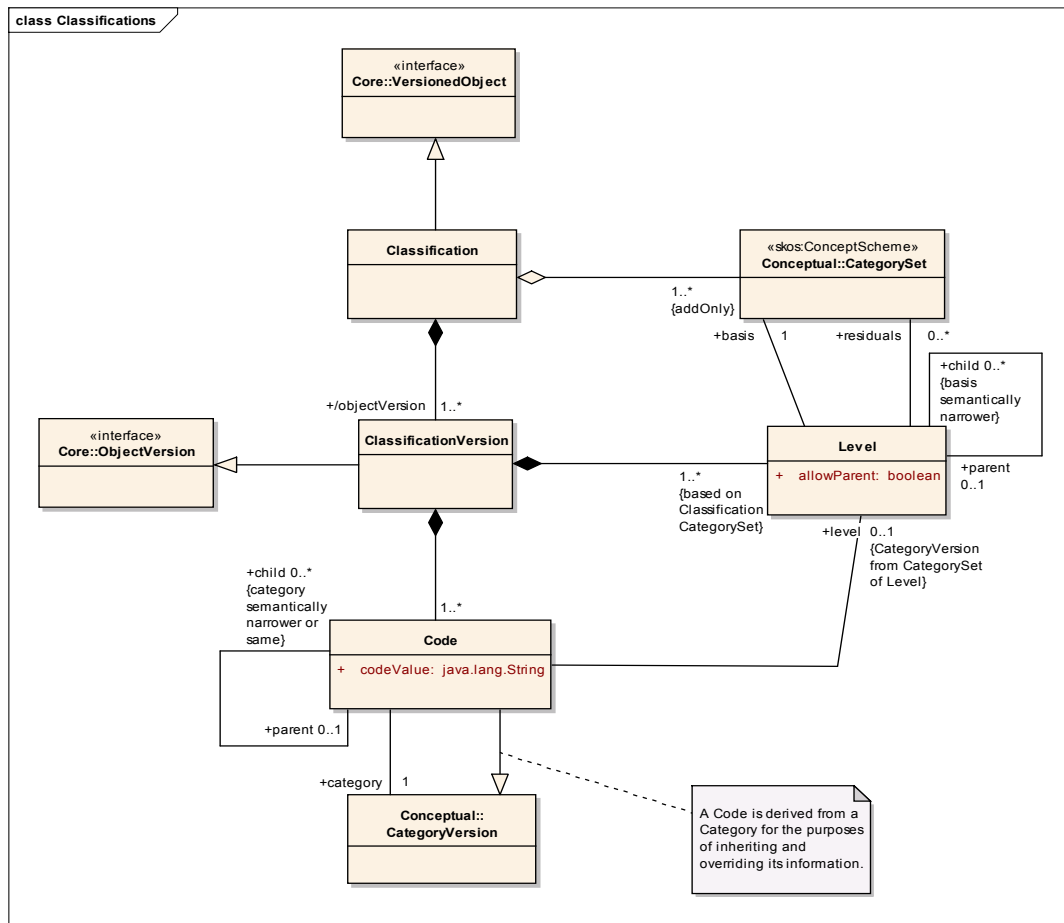 class Classifications
«interface»
Core::VersionedObject
Classification
«skos:ConceptScheme»
Conceptual::CategorySet
1..*
{addOnly}
+basis
1
+residuals
0..*
+child 0..*
{basis
semantically
narrower}
+/objectVersion
1..*
«interface»
Core::ObjectVersion
ClassificationVersion
Level
+ allowParent: boolean
+parent
0..1
1..*
{based on
Classification
CategorySet}
+level 0..1
{CategoryVersion
from CategorySet
of Level}
+child 0..*
{category
semantically
narrower or
same}
1..*
Code
+ codeValue: java.lang.String
+parent 0..1
+category
1
Conceptual::
CategoryVersion
A Code is derived from a
Category for the purposes
of inheriting and
overriding its information.